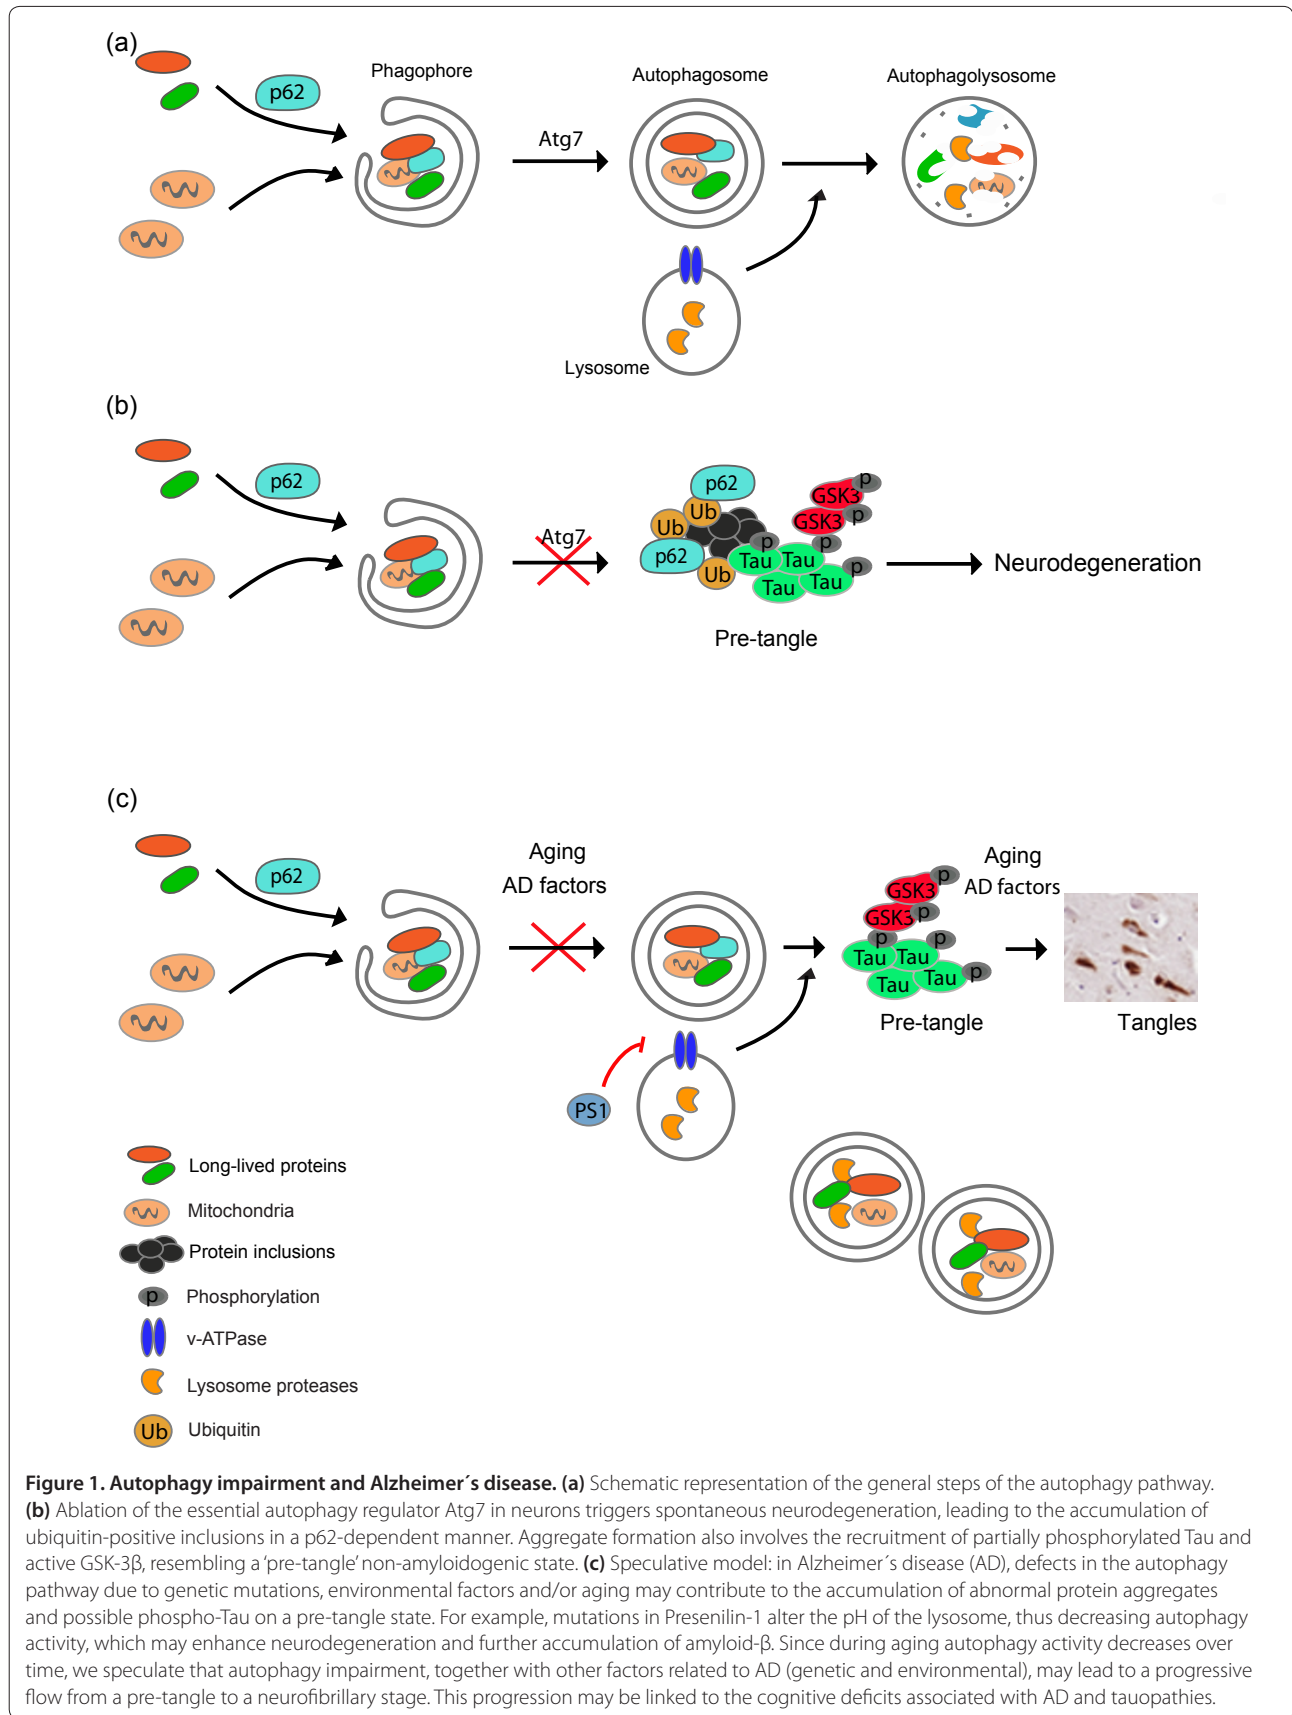 (a)
p62
Phagophore
Atg7
Autophagosome
Autophagolysosome
Lysosome
(b)
p62
Atg7
p62
Ub
Ub
p62
Ub
p
GSK3
p
GSK3
p
p
p
Tau
Tau
Tau
Tau
Pre-tangle
Neurodegeneration
(c)
p62
Aging
AD factors
PS1
p
GSK3
p
GSK3
p
p
p
Tau
Tau
Tau
Tau
Pre-tangle
Aging
AD factors
Tangles
Long-lived proteins
Mitochondria
Protein inclusions
p
Phosphorylation
v-ATPase
Lysosome proteases
Ub
Ubiquitin
Figure 1. Autophagy impairment and Alzheimer´s disease. (a) Schematic representation of the general steps of the autophagy pathway.
(b) Ablation of the essential autophagy regulator Atg7 in neurons triggers spontaneous neurodegeneration, leading to the accumulation of
ubiquitin-positive inclusions in a p62-dependent manner. Aggregate formation also involves the recruitment of partially phosphorylated Tau and
active GSK-3β, resembling a ‘pre-tangle’ non-amyloidogenic state. (c) Speculative model: in Alzheimer´s disease (AD), defects in the autophagy
pathway due to genetic mutations, environmental factors and/or aging may contribute to the accumulation of abnormal protein aggregates
and possible phospho-Tau on a pre-tangle state. For example, mutations in Presenilin-1 alter the pH of the lysosome, thus decreasing autophagy
activity, which may enhance neurodegeneration and further accumulation of amyloid-β. Since during aging autophagy activity decreases over
time, we speculate that autophagy impairment, together with other factors related to AD (genetic and environmental), may lead to a progressive
flow from a pre-tangle to a neurofibrillary stage. This progression may be linked to the cognitive deficits associated with AD and tauopathies.